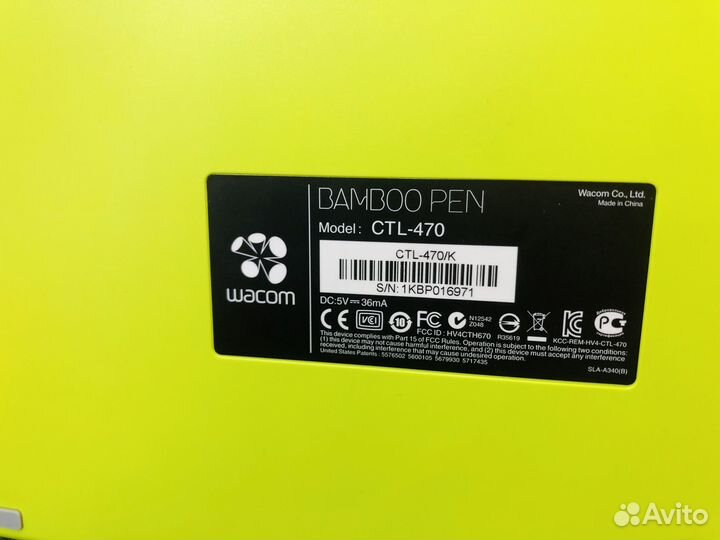 BAMBOO PEN
Wacom Co., Ltd.
Made in China
Model: CTL-470
CTL-470/K
S/N: 1KBP016971
wacom
DC:5V⎓36mA
CE VCCI 10 FCC N12542
Z048
FCC ID : HV4CTH670
R35619
KCC-REM-HV4-CTL-470
This device complies with Part 15 of FCC Rules. Operation is subject to the following two conditions:
(1) this device may not cause harmful interference, and (2) this device must accept any interference
received, including interference that may cause undesired operation.
United States Patents : 5576502 5600105 5679930 5717435
SLA-A340(B)
Avito